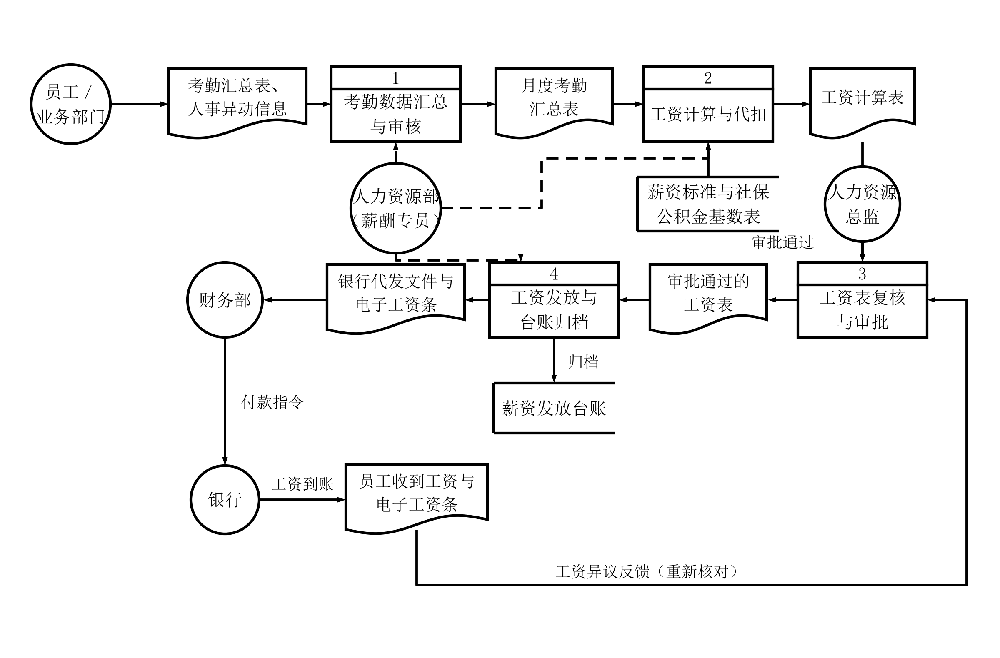 员工 /
业务部门
考勤汇总表、
人事异动信息
1
考勤数据汇总
与审核
月度考勤
汇总表
2
工资计算与代扣
工资计算表
人力资源部
（薪酬专员）
薪资标准与社保
公积金基数表
人力资源
总监
审批通过
财务部
银行代发文件与
电子工资条
4
工资发放与
台账归档
审批通过的
工资表
3
工资表复核
与审批
归档
付款指令
薪资发放台账
银行
工资到账
员工收到工资与
电子工资条
工资异议反馈（重新核对）